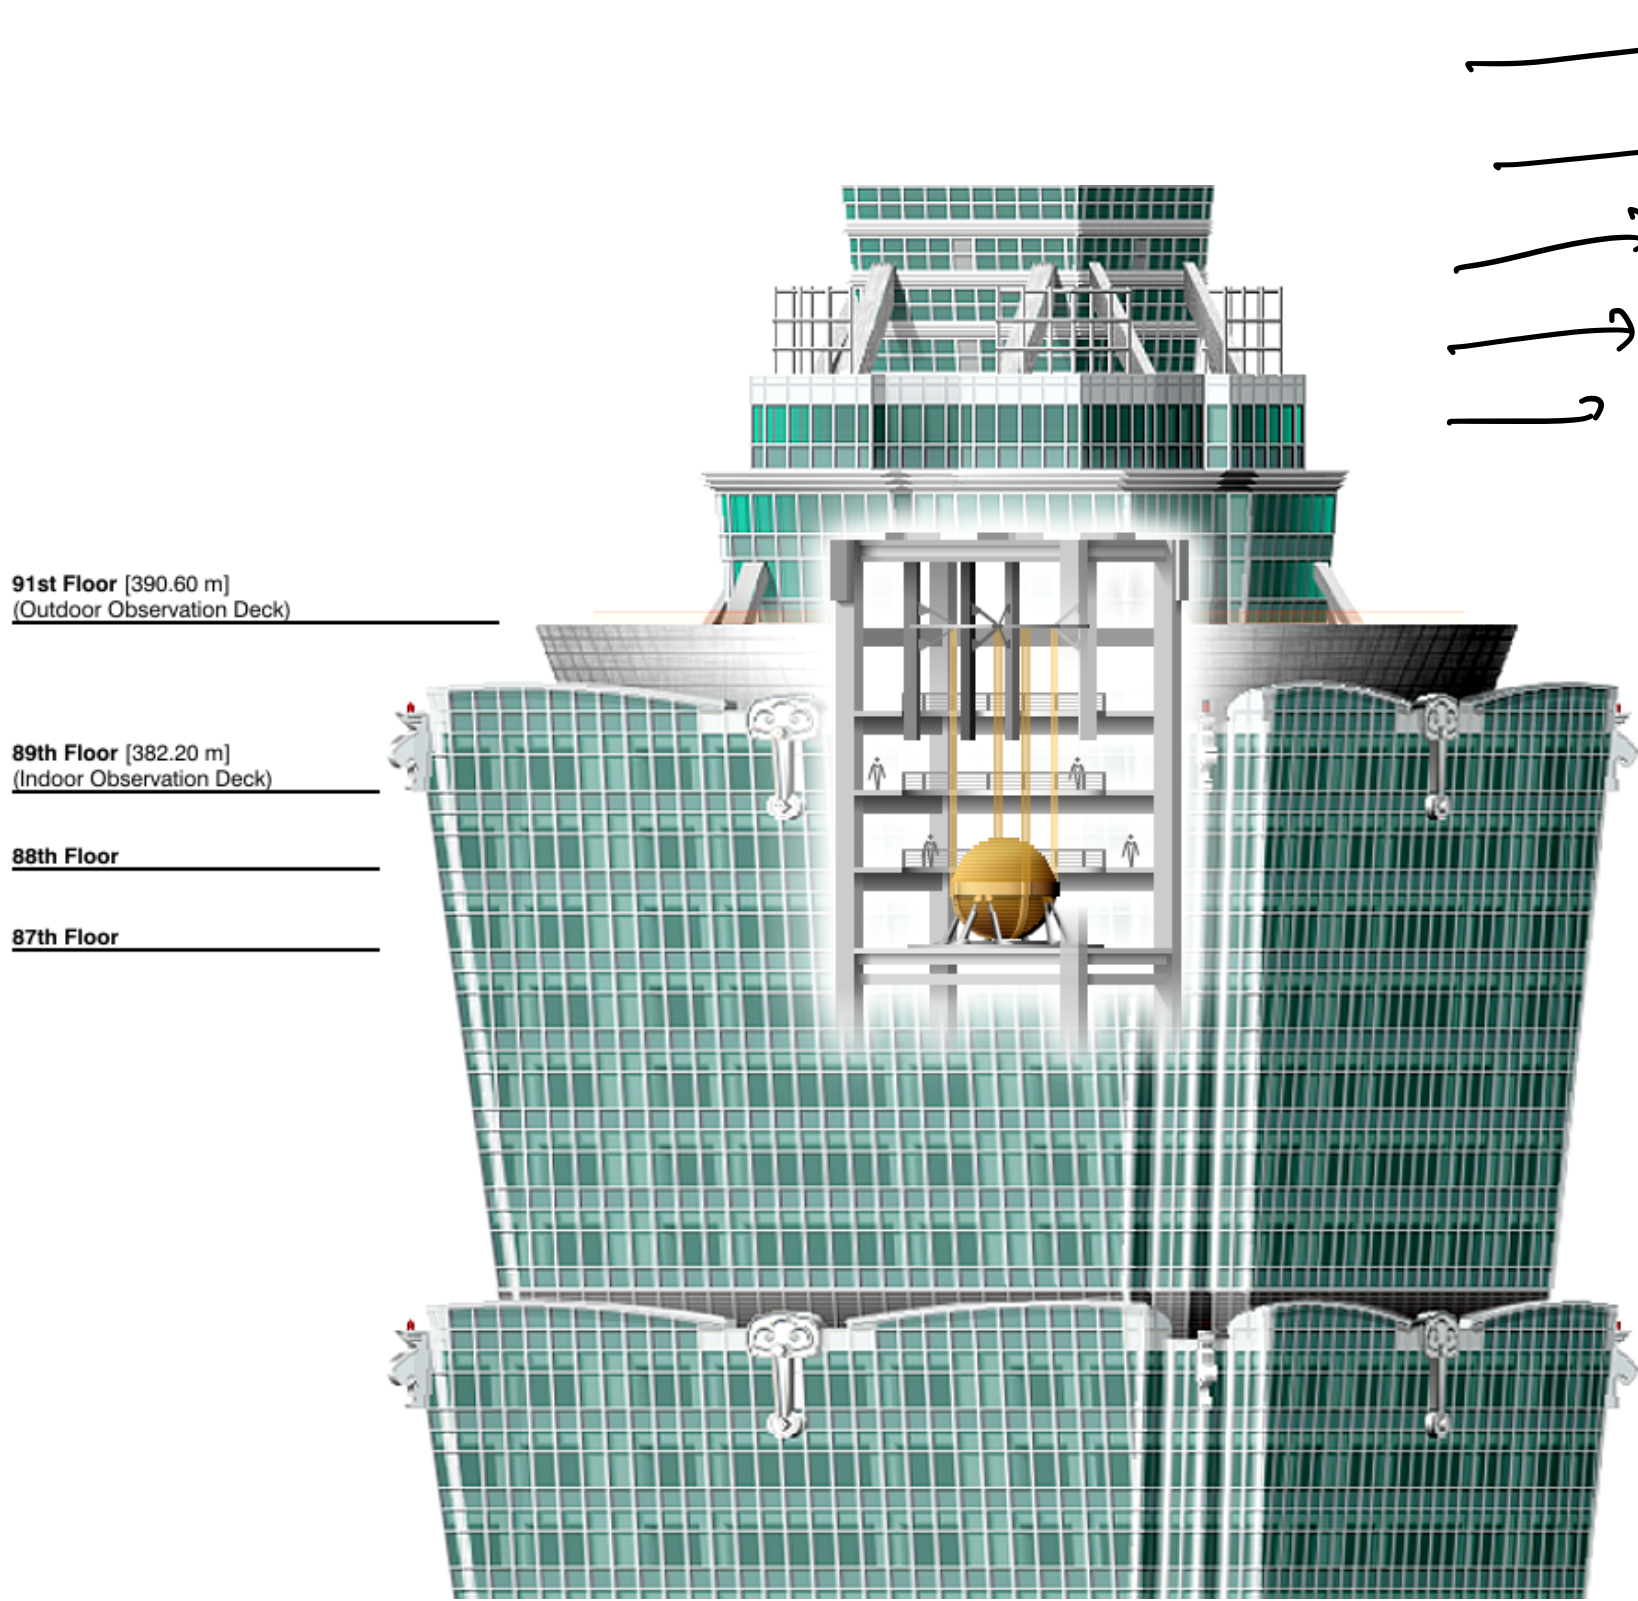 91st Floor [390.60 m]
(Outdoor Observation Deck)
89th Floor [382.20 m]
(Indoor Observation Deck)
88th Floor
87th Floor